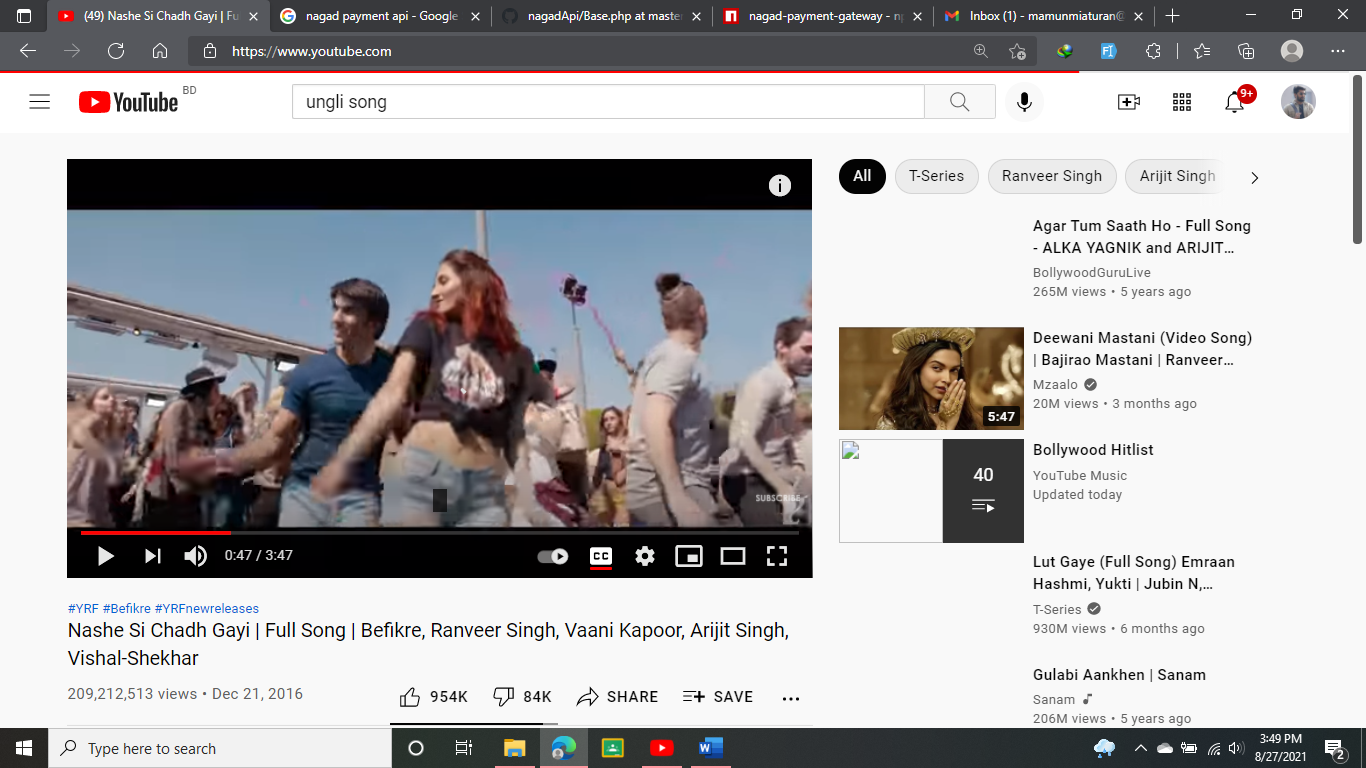 (49) Nashe Si Chadh Gayi | Fu
nagad payment api - Google
nagadApi/Base.php at master
nagad-payment-gateway - np
Inbox (1) - mamunmiaturan@
https://www.youtube.com
YouTube BD
ungli song
9+
All
T-Series
Ranveer Singh
Arijit Singh
SUBSCRIBE
0:47 / 3:47
CC
#YRF #Befikre #YRFnewreleases
Nashe Si Chadh Gayi | Full Song | Befikre, Ranveer Singh, Vaani Kapoor, Arijit Singh,
Vishal-Shekhar
209,212,513 views • Dec 21, 2016
954K
84K
SHARE
SAVE
Agar Tum Saath Ho - Full Song
- ALKA YAGNIK and ARIJIT...
BollywoodGuruLive
265M views • 5 years ago
5:47
Deewani Mastani (Video Song)
| Bajirao Mastani | Ranveer...
Mzaalo
20M views • 3 months ago
40
Bollywood Hitlist
YouTube Music
Updated today
Lut Gaye (Full Song) Emraan
Hashmi, Yukti | Jubin N,...
T-Series
930M views • 6 months ago
Gulabi Aankhen | Sanam
Sanam
206M views • 5 years ago
Type here to search
3:49 PM
8/27/2021
2